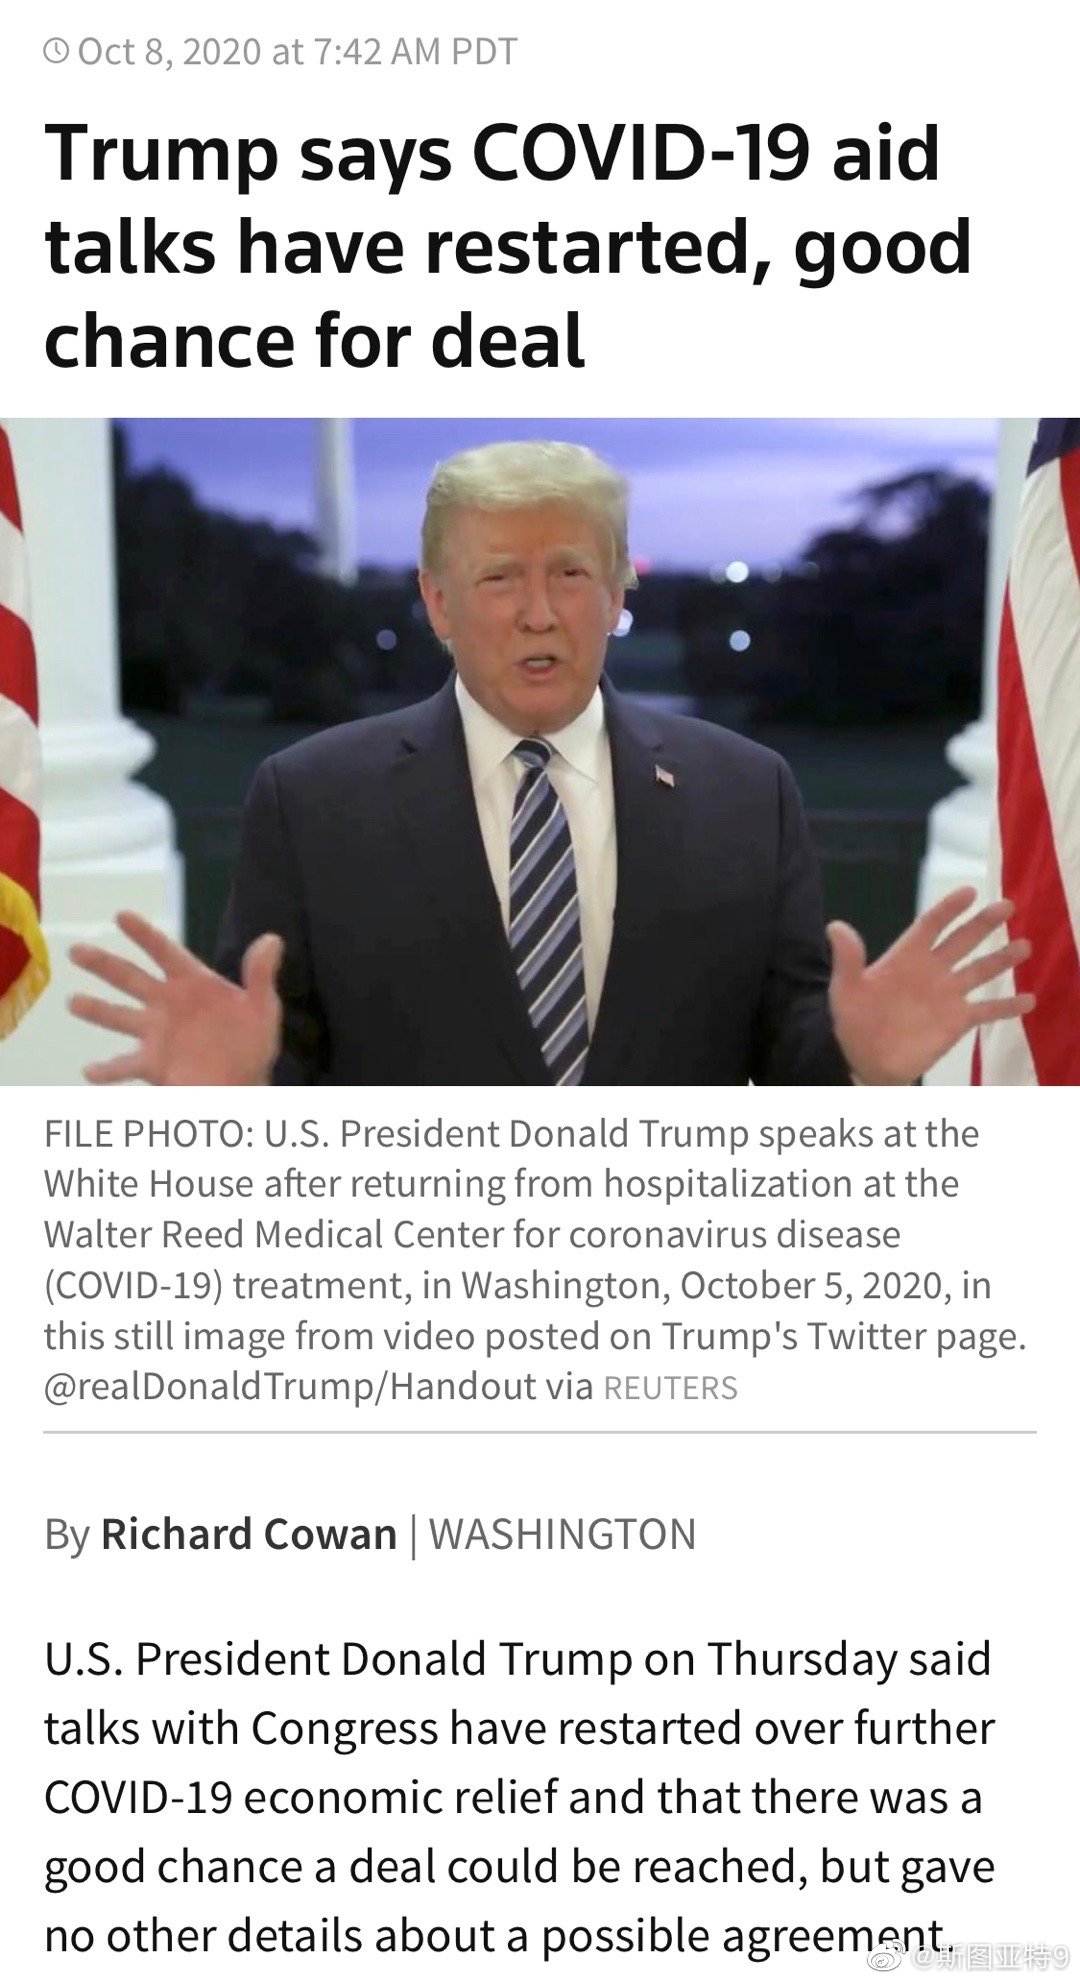 Oct 8, 2020 at 7:42 AM PDT
Trump says COVID-19 aid
talks have restarted, good
chance for deal
FILE PHOTO: U.S. President Donald Trump speaks at the
White House after returning from hospitalization at the
Walter Reed Medical Center for coronavirus disease
(COVID-19) treatment, in Washington, October 5, 2020, in
this still image from video posted on Trump's Twitter page.
@realDonaldTrump/Handout via REUTERS
By Richard Cowan | WASHINGTON
U.S. President Donald Trump on Thursday said
talks with Congress have restarted over further
COVID-19 economic relief and that there was a
good chance a deal could be reached, but gave
no other details about a possible agreement.
@斯图亚特9